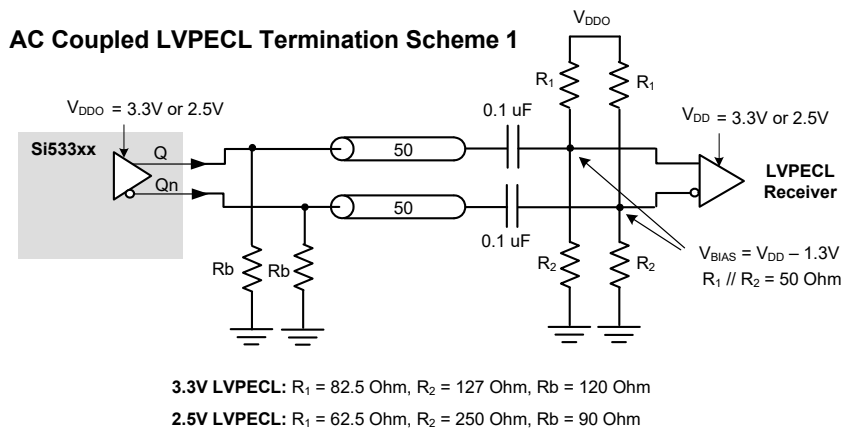 AC Coupled LVPECL Termination Scheme 1
VDDO
R1
R1
VDDO = 3.3V or 2.5V
0.1 uF
VDD = 3.3V or 2.5V
Si533xx
Q
50
LVPECL
Receiver
Qn
50
0.1 uF
Rb
Rb
R2
R2
VBIAS = VDD – 1.3V
R1 // R2 = 50 Ohm
3.3V LVPECL: R1 = 82.5 Ohm, R2 = 127 Ohm, Rb = 120 Ohm
2.5V LVPECL: R1 = 62.5 Ohm, R2 = 250 Ohm, Rb = 90 Ohm